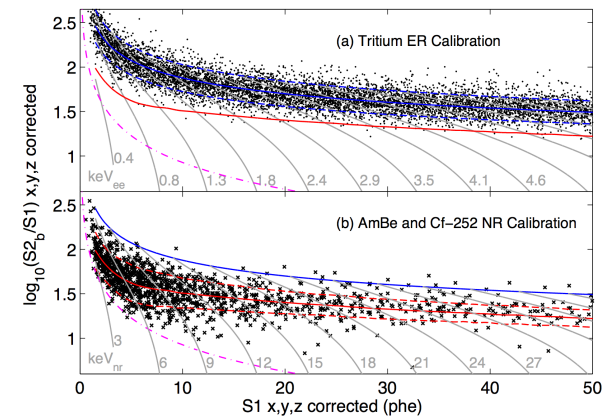 2.5
(a) Tritium ER Calibration
2
1.5
1
0.4
keVee 0.8 1.3 1.8 2.4 2.9 3.5 4.1 4.6
log10(S2b/S1) x,y,z corrected
2.5
(b) AmBe and Cf−252 NR Calibration
2
1.5
1
3
keVnr 6 9 12 15 18 21 24 27
0 10 20 30 40 50
S1 x,y,z corrected (phe)